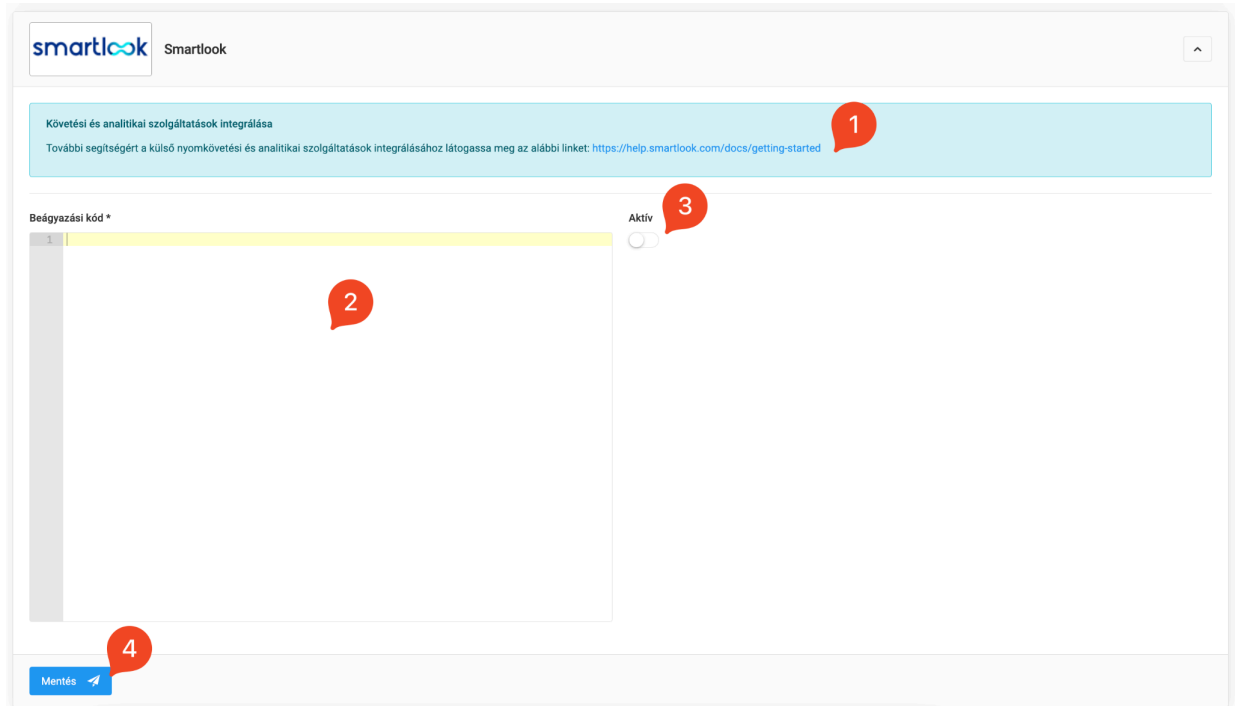 smartlook Smartlook
Követési és analitikai szolgáltatások integrálása
1
További segítségért a külső nyomkövetési és analitikai szolgáltatások integrálásához látogassa meg az alábbi linket: https://help.smartlook.com/docs/getting-started
3
Beágyazási kód * Aktív
1
2
4
Mentés